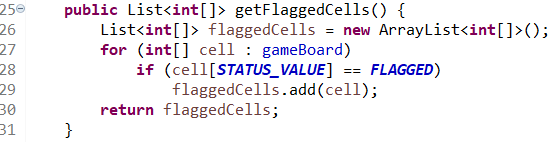 25 public List<int[]> getFlaggedCells() {
26 List<int[]> flaggedCells = new ArrayList<int[]>();
27 for (int[] cell : gameBoard)
28 if (cell[STATUS_VALUE] == FLAGGED)
29 flaggedCells.add(cell);
30 return flaggedCells;
31 }